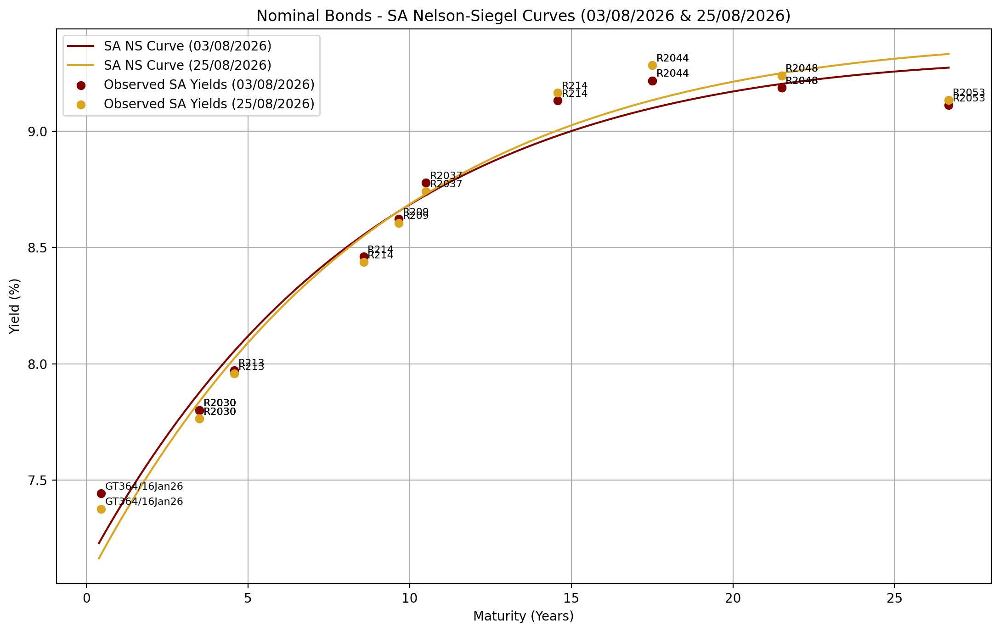 Nominal Bonds - SA Nelson-Siegel Curves (03/08/2026 & 25/08/2026)
SA NS Curve (03/08/2026)
SA NS Curve (25/08/2026)
Observed SA Yields (03/08/2026)
Observed SA Yields (25/08/2026)
R2044
R2044
R2048
R2048
R214
R214
R2053
R2053
9.0
R2037
R2037
R209
R209
8.5
R214
R214
Yield (%)
8.0
R213
R213
R2030
R2030
7.5
GT364/16Jan26
GT364/16Jan26
0
5
10
15
20
25
Maturity (Years)